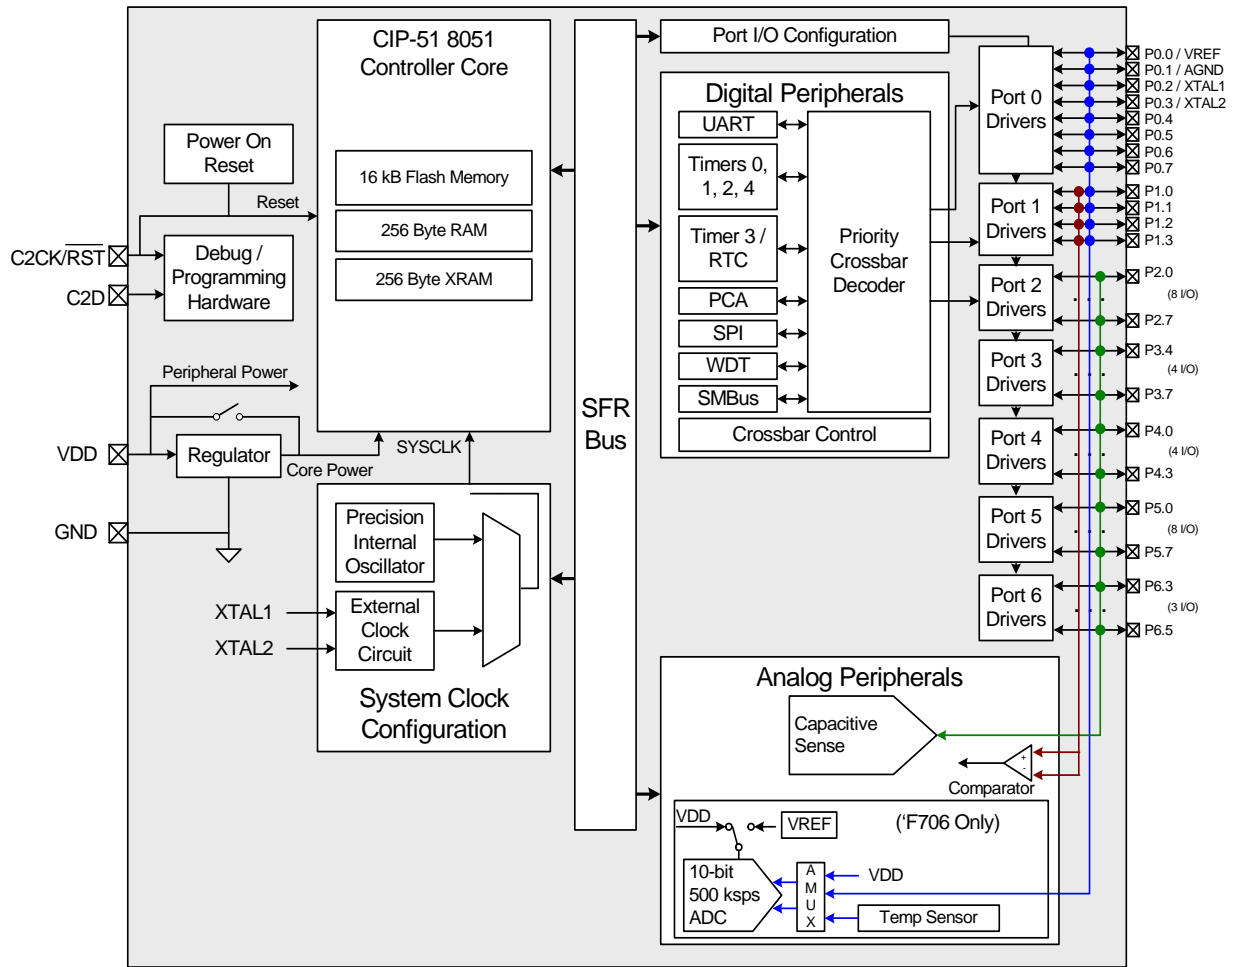 CIP-51 8051
Controller Core
16 kB Flash Memory
256 Byte RAM
256 Byte XRAM
Power On
Reset
Reset
Debug /
Programming
Hardware
C2CK/RST
C2D
Peripheral Power
VDD
Regulator
Core Power
GND
SYSCLK
Precision
Internal
Oscillator
XTAL1
XTAL2
External
Clock
Circuit
System Clock
Configuration
SFR
Bus
Port I/O Configuration
Digital Peripherals
UART
Timers 0,
1, 2, 4
Timer 3 /
RTC
PCA
SPI
WDT
SMBus
Priority
Crossbar
Decoder
Crossbar Control
Port 0
Drivers
Port 1
Drivers
Port 2
Drivers
Port 3
Drivers
Port 4
Drivers
Port 5
Drivers
Port 6
Drivers
P0.0 / VREF
P0.1 / AGND
P0.2 / XTAL1
P0.3 / XTAL2
P0.4
P0.5
P0.6
P0.7
P1.0
P1.1
P1.2
P1.3
P2.0
(8 I/O)
P2.7
P3.4
(4 I/O)
P3.7
P4.0
(4 I/O)
P4.3
P5.0
(8 I/O)
P5.7
P6.3
(3 I/O)
P6.5
Analog Peripherals
Capacitive
Sense
+
-
Comparator
VDD
VREF
(‘F706 Only)
10-bit
500 ksps
ADC
A
M
U
X
VDD
Temp Sensor